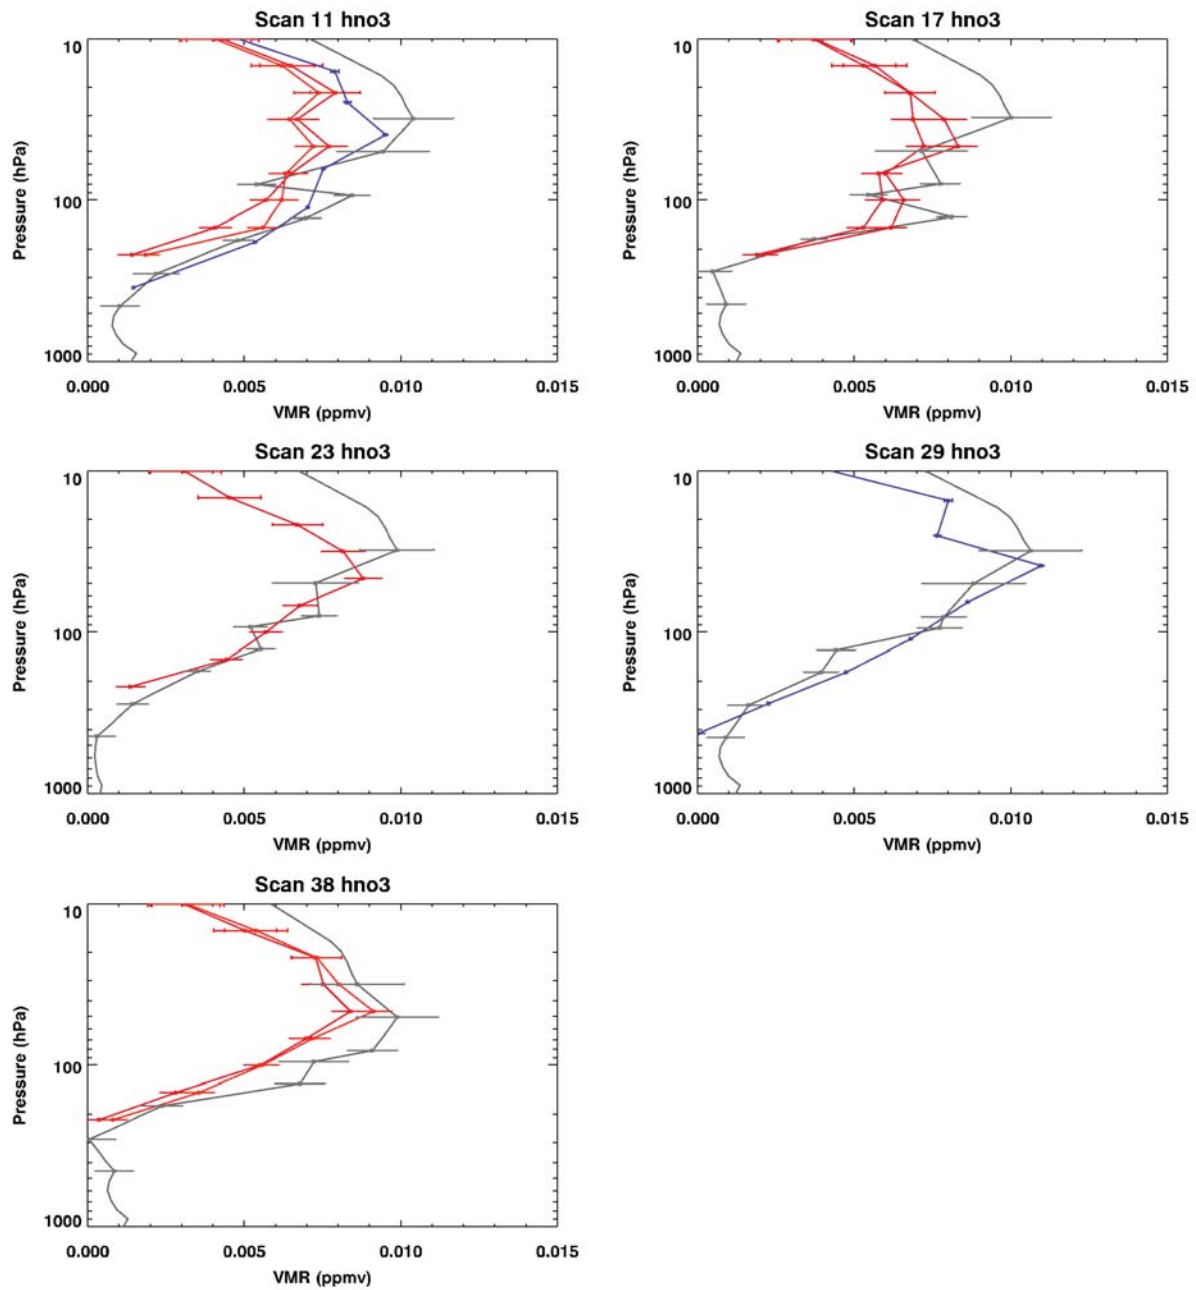 Scan 11 hno3
10
100
1000
Pressure (hPa)
0.000 0.005 0.010 0.015
VMR (ppmv)
Scan 17 hno3
10
100
1000
Pressure (hPa)
0.000 0.005 0.010 0.015
VMR (ppmv)
Scan 23 hno3
10
100
1000
Pressure (hPa)
0.000 0.005 0.010 0.015
VMR (ppmv)
Scan 29 hno3
10
100
1000
Pressure (hPa)
0.000 0.005 0.010 0.015
VMR (ppmv)
Scan 38 hno3
10
100
1000
Pressure (hPa)
0.000 0.005 0.010 0.015
VMR (ppmv)